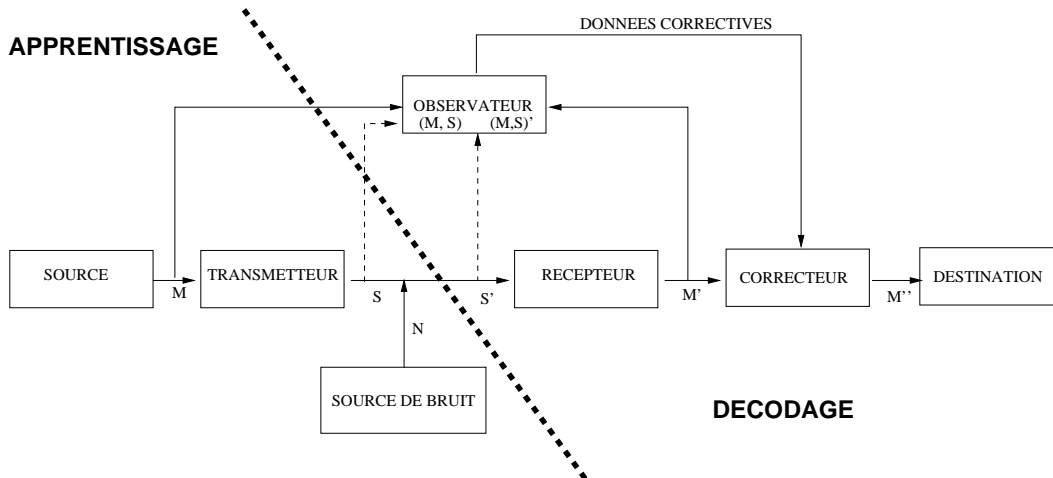 DONNEES CORRECTIVES
APPRENTISSAGE
OBSERVATEUR
(M, S) (M,S)’
SOURCE
M
TRANSMETTEUR
S
S’
RECEPTEUR
M’
CORRECTEUR
M’’
DESTINATION
N
SOURCE DE BRUIT
DECODAGE